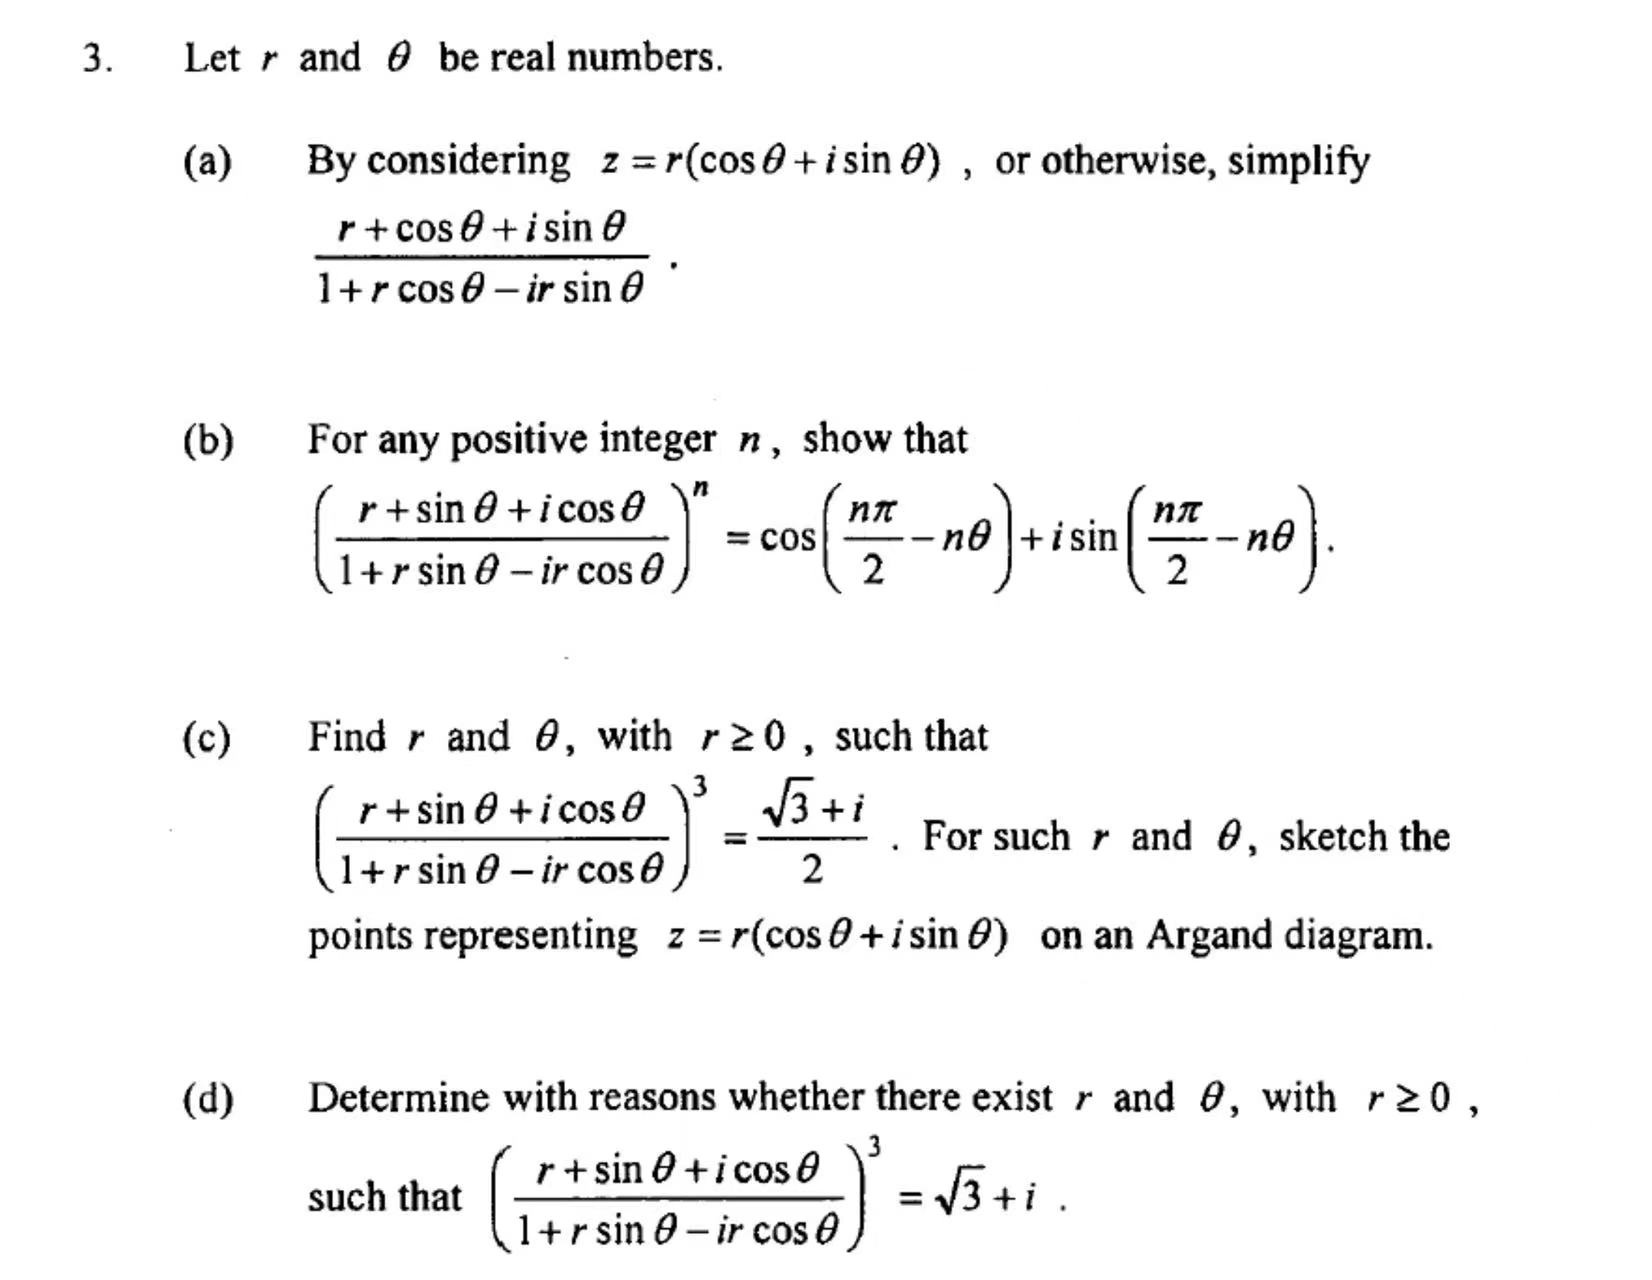 3. Let r and θ be real numbers.
(a) By considering z = r(cos θ + i sin θ) , or otherwise, simplify
(r + cos θ + i sin θ)/(1 + r cos θ − ir sin θ) .
(b) For any positive integer n , show that
((r + sin θ + i cos θ)/(1 + r sin θ − ir cos θ))^n = cos(nπ/2 − nθ) + i sin(nπ/2 − nθ) .
(c) Find r and θ, with r ≥ 0 , such that
((r + sin θ + i cos θ)/(1 + r sin θ − ir cos θ))^3 = (√3 + i)/2 . For such r and θ, sketch the
points representing z = r(cos θ + i sin θ) on an Argand diagram.
(d) Determine with reasons whether there exist r and θ, with r ≥ 0 ,
such that ((r + sin θ + i cos θ)/(1 + r sin θ − ir cos θ))^3 = √3 + i .